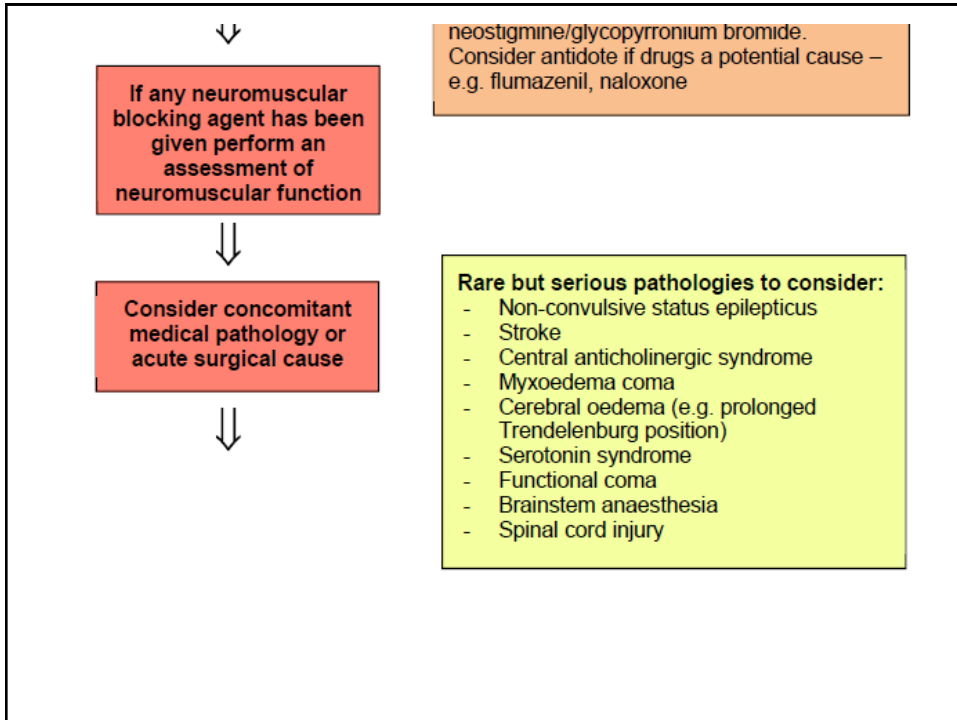 neostigmine/glycopyrronium bromide.
Consider antidote if drugs a potential cause –
e.g. flumazenil, naloxone
If any neuromuscular
blocking agent has been
given perform an
assessment of
neuromuscular function
Consider concomitant
medical pathology or
acute surgical cause
Rare but serious pathologies to consider:
- Non-convulsive status epilepticus
- Stroke
- Central anticholinergic syndrome
- Myxoedema coma
- Cerebral oedema (e.g. prolonged
Trendelenburg position)
- Serotonin syndrome
- Functional coma
- Brainstem anaesthesia
- Spinal cord injury